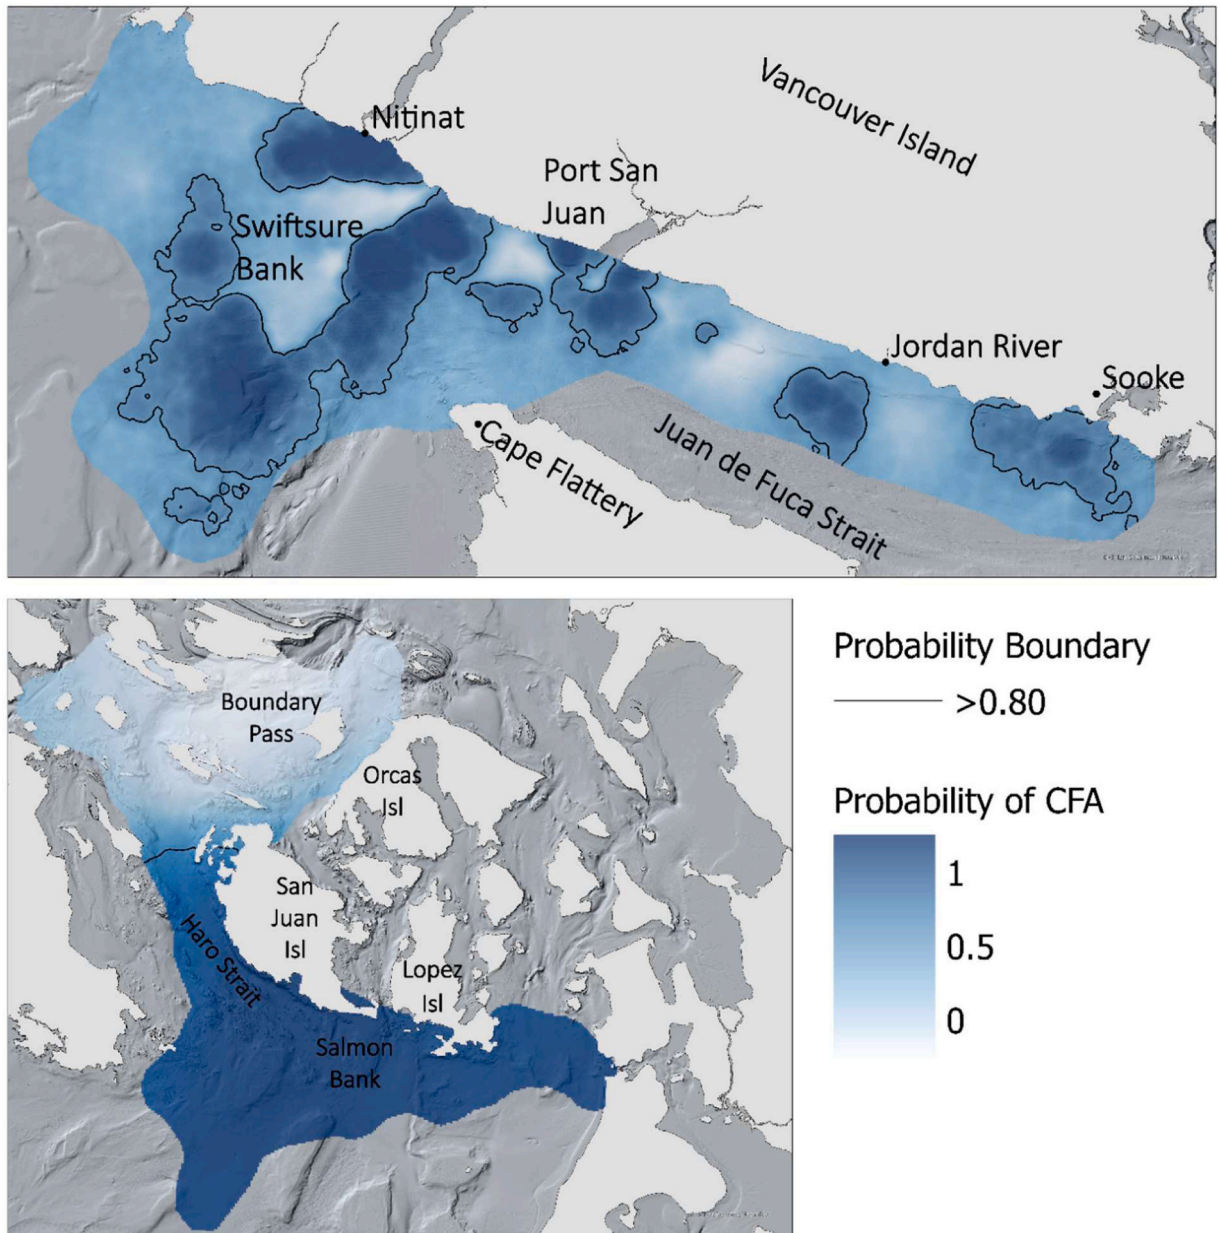 Vancouver Island
Nitinat
Port San
Juan
Swiftsure
Bank
Jordan River
Sooke
Cape Flattery
Juan de Fuca Strait
Boundary
Pass
Orcas
Isl
San
Juan
Isl
Haro Strait
Lopez
Isl
Salmon
Bank
Probability Boundary
>0.80
Probability of CFA
1
0.5
0